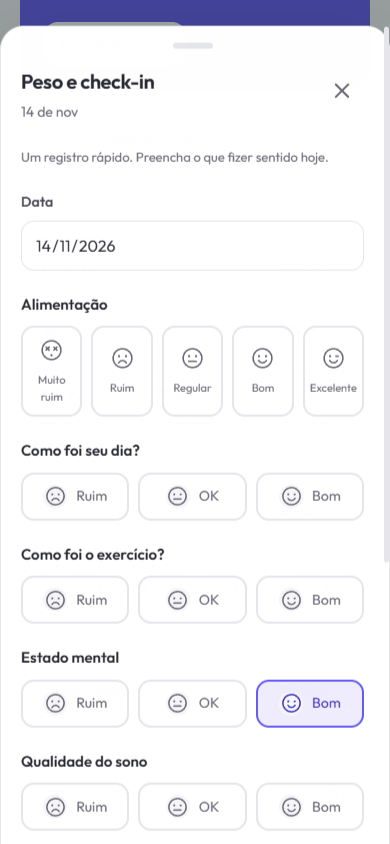 Peso e check-in
14 de nov
Um registro rápido. Preencha o que fizer sentido hoje.
Data
14/11/2026
Alimentação
Muito
ruim
Ruim
Regular
Bom
Excelente
Como foi seu dia?
Ruim
OK
Bom
Como foi o exercício?
Ruim
OK
Bom
Estado mental
Ruim
OK
Bom
Qualidade do sono
Ruim
OK
Bom